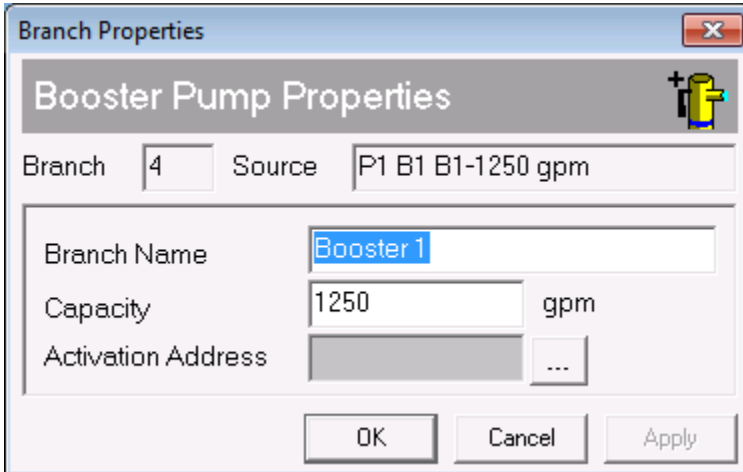 Branch Properties
Booster Pump Properties
Branch 4 Source P1 B1 B1-1250 gpm
Branch Name Booster 1
Capacity 1250 gpm
Activation Address ...
OK Cancel Apply